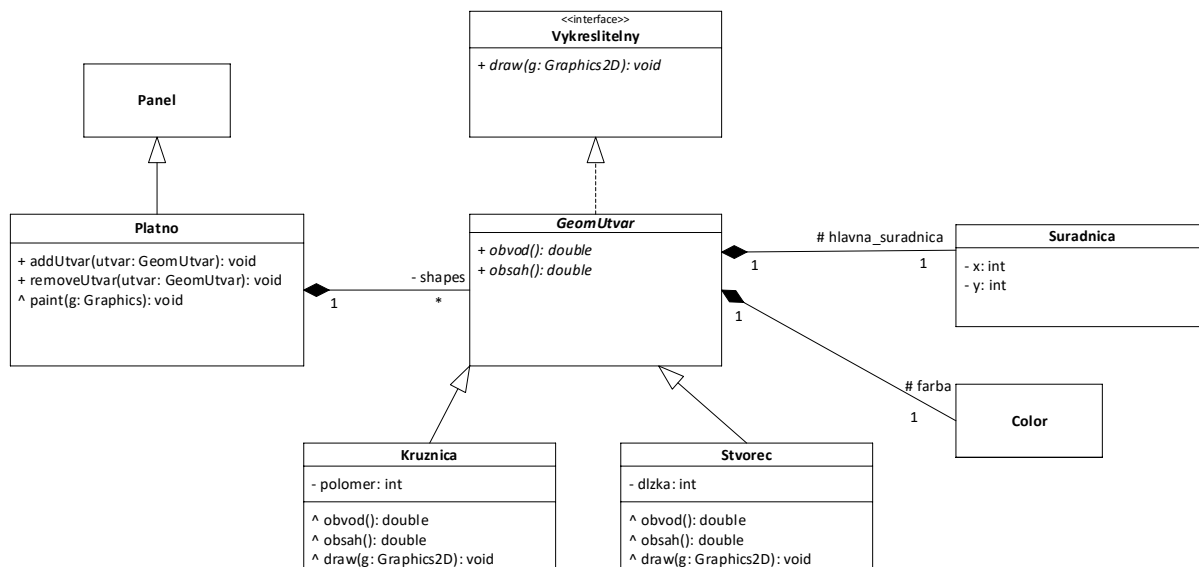 <<interface>>
Vykreslitelny
+ draw(g: Graphics2D): void
Panel
Platno
+ addUtvar(utvar: GeomUtvar): void
+ removeUtvar(utvar: GeomUtvar): void
^ paint(g: Graphics): void
1
- shapes
*
GeomUtvar
+ obvod(): double
+ obsah(): double
1
# hlavna_suradnica
1
Suradnica
- x: int
- y: int
1
# farba
1
Color
Kruznica
- polomer: int
^ obvod(): double
^ obsah(): double
^ draw(g: Graphics2D): void
Stvorec
- dlzka: int
^ obvod(): double
^ obsah(): double
^ draw(g: Graphics2D): void